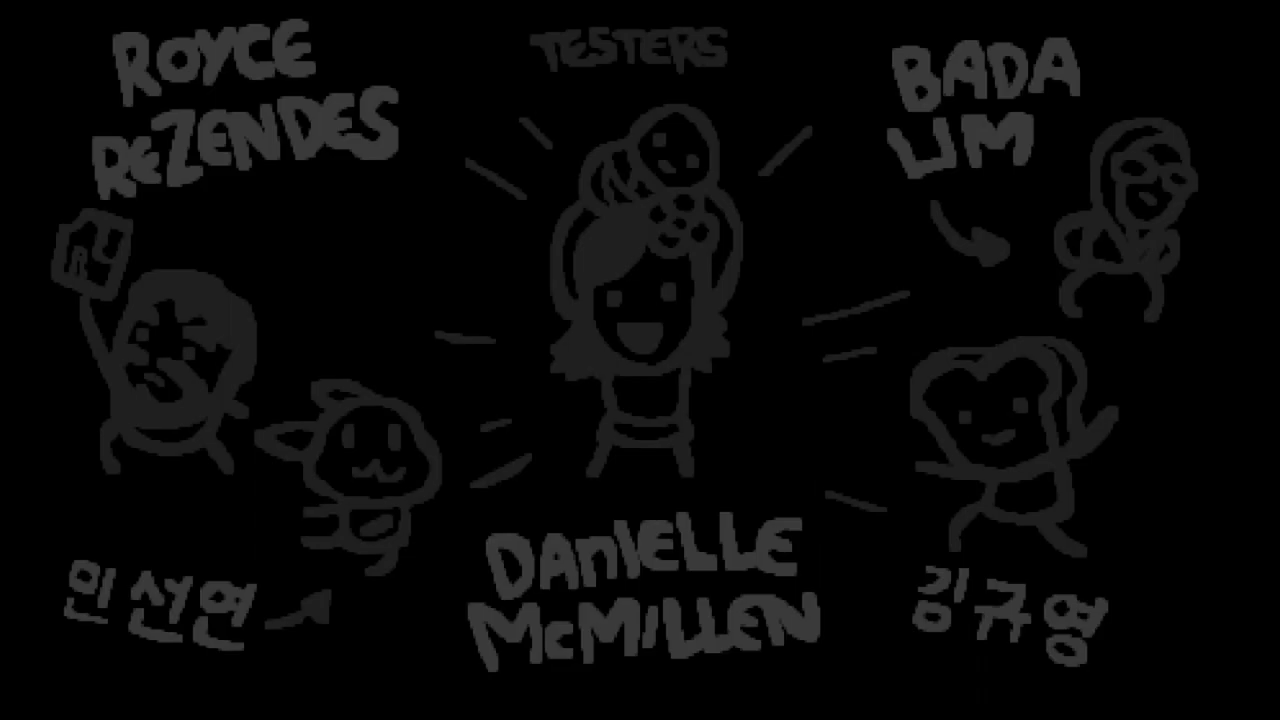 TESTERS
ROYCE
REZENDES
BADA
LIM
DANIELLE
MCMILLEN
민선연
김규영